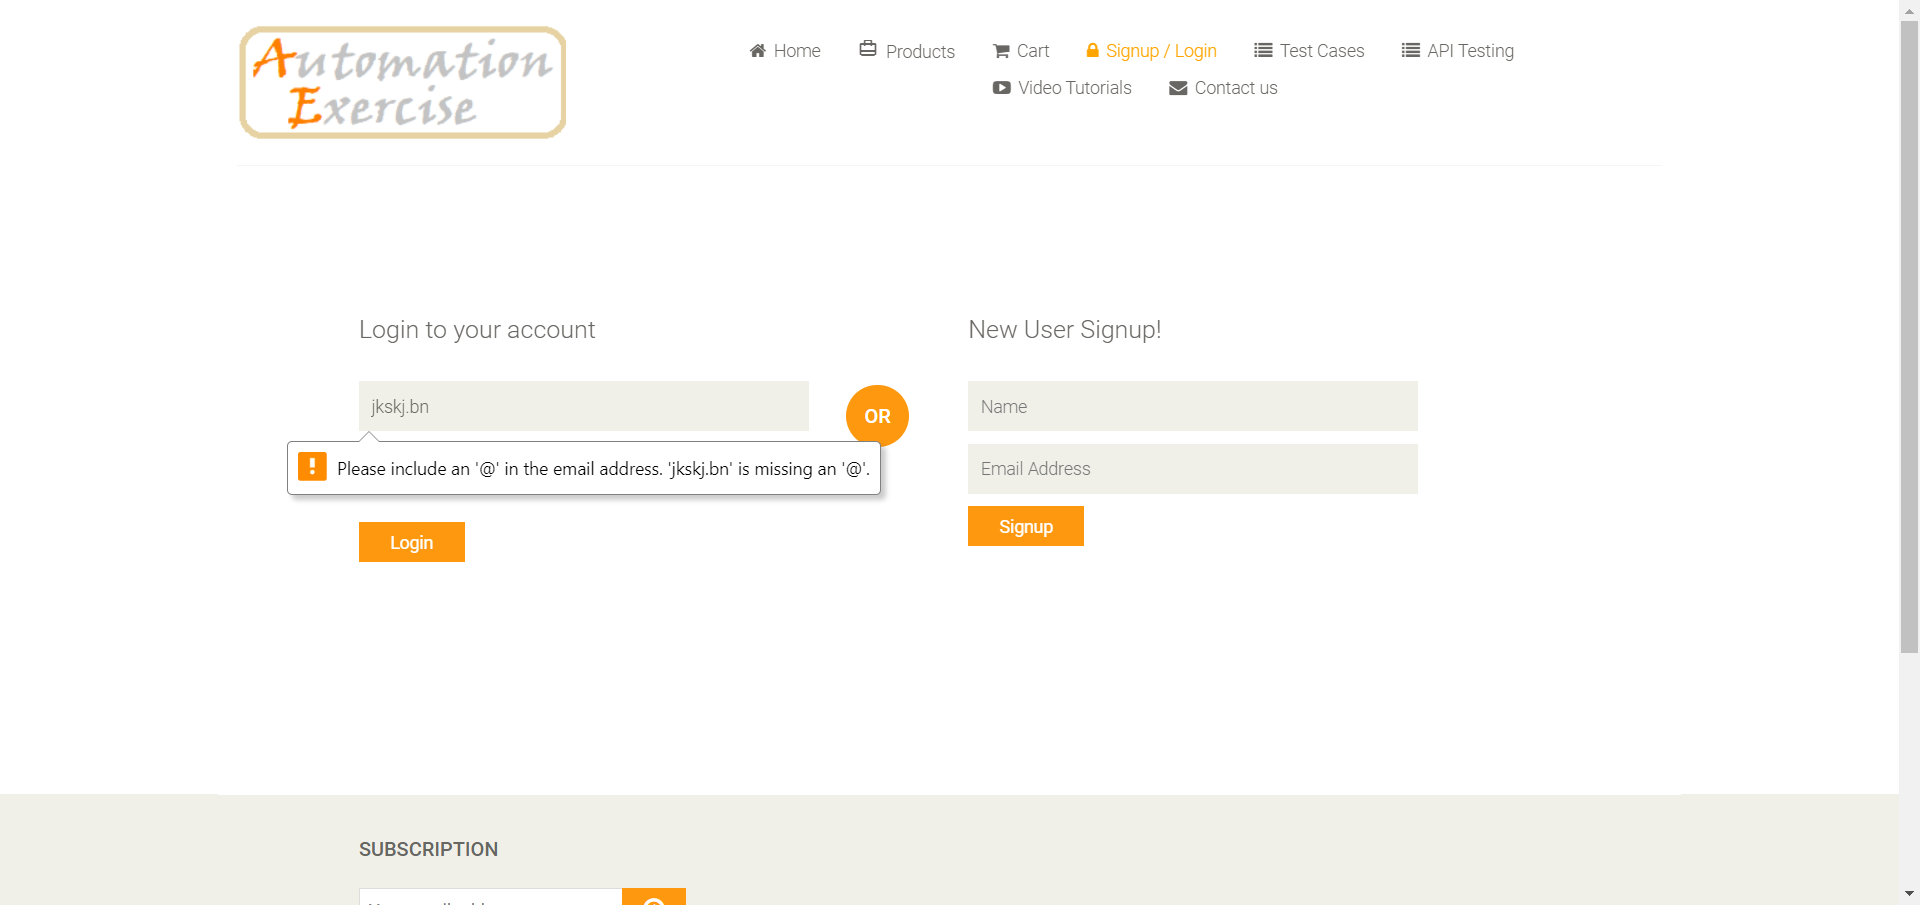 Automation
Exercise
Home
Products
Cart
Signup / Login
Test Cases
API Testing
Video Tutorials
Contact us
Login to your account
jkskj.bn
Please include an '@' in the email address. 'jkskj.bn' is missing an '@'.
Login
OR
New User Signup!
Name
Email Address
Signup
SUBSCRIPTION